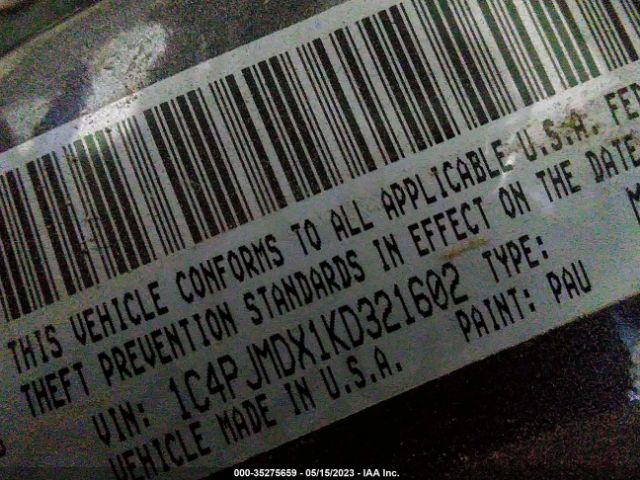 THIS VEHICLE CONFORMS TO ALL APPLICABLE U.S.A.
THEFT PREVENTION STANDARDS IN EFFECT ON THE DATE
VIN: 1C4PJMDX1KD321602 TYPE:
VEHICLE MADE IN U.S.A. PAINT: PAU
000-35275659 - 05/15/2023 - IAA Inc.